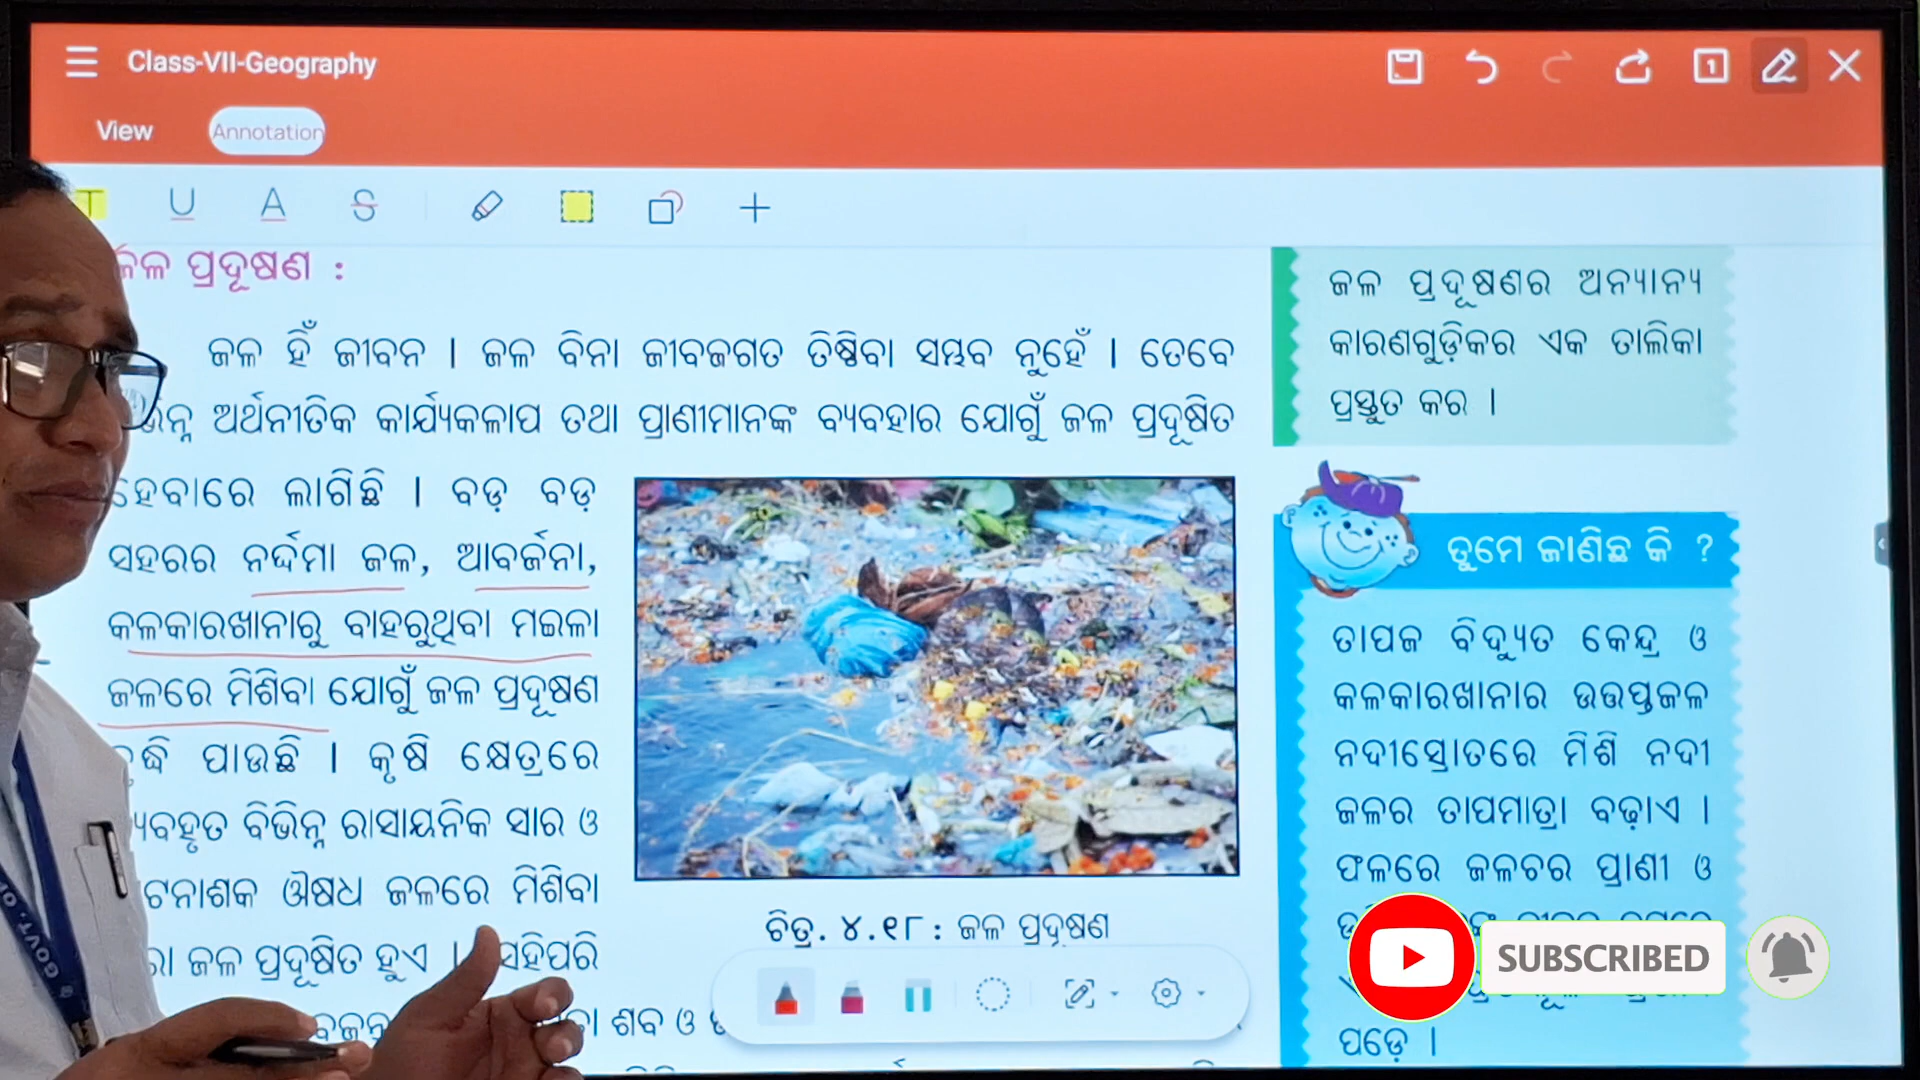 Class-VII-Geography
View
Annotation
ଜଳ ପ୍ରଦୂଷଣ :
ଜଳ ହିଁ ଜୀବନ । ଜଳ ବିନା ଜୀବଜଗତ ତିଷ୍ଠିବା ସମ୍ଭବ ନୁହେଁ । ତେବେ
ଅର୍ଥନୀତିକ କାର୍ଯ୍ୟକଳାପ ତଥା ପ୍ରାଣୀମାନଙ୍କ ବ୍ୟବହାର ଯୋଗୁଁ ଜଳ ପ୍ରଦୂଷିତ
ହେବାରେ ଲାଗିଛି । ବଡ଼ ବଡ଼
ସହରର ନର୍ଦ୍ଦମା ଜଳ, ଆବର୍ଜନା,
କଳକାରଖାନାରୁ ବାହରୁଥିବା ମଇଳା
ଜଳରେ ମିଶିବା ଯୋଗୁଁ ଜଳ ପ୍ରଦୂଷଣ
ପାଉଛି । କୃଷି କ୍ଷେତ୍ରରେ
ବିଭିନ୍ନ ରାସାୟନିକ ସାର ଓ
ଔଷଧ ଜଳରେ ମିଶିବା
ଜଳ ପ୍ରଦୂଷିତ ହୁଏ ।
ଶବ ଓ
ଚିତ୍ର. ୪.୧୮ : ଜଳ ପ୍ରଦୂଷଣ
ଜଳ ପ୍ରଦୂଷଣର ଅନ୍ୟାନ୍ୟ
କାରଣଗୁଡ଼ିକର ଏକ ତାଲିକା
ପ୍ରସ୍ତୁତ କର ।
ତୁମେ ଜାଣିଛ କି ?
ତାପଜ ବିଦ୍ୟୁତ କେନ୍ଦ୍ର ଓ
କଳକାରଖାନାର ଉତ୍ତପ୍ତଜଳ
ନଦୀସ୍ରୋତରେ ମିଶି ନଦୀ
ଜଳର ତାପମାତ୍ରା ବଢ଼ାଏ ।
ଫଳରେ ଜଳଚର ପ୍ରାଣୀ ଓ
ପଡ଼େ ।
SUBSCRIBED